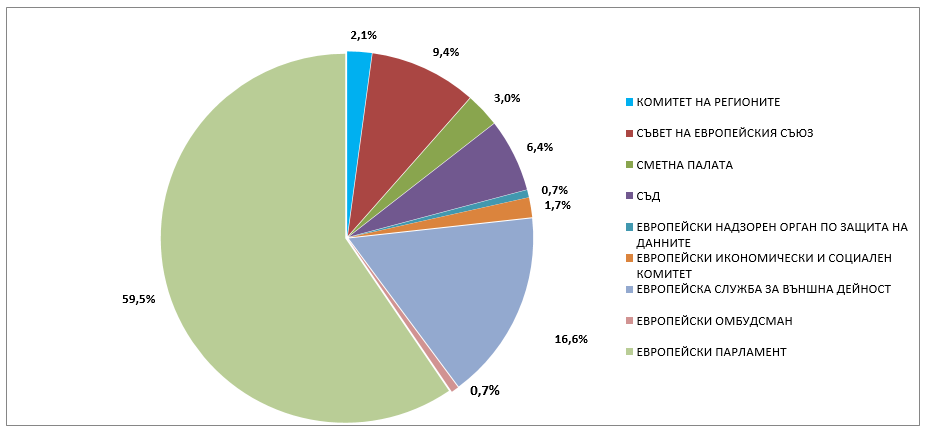 2,1%
9,4%
3,0%
6,4%
0,7%
1,7%
59,5%
16,6%
0,7%
КОМИТЕТ НА РЕГИОНИТЕ
СЪВЕТ НА ЕВРОПЕЙСКИЯ СЪЮЗ
СМЕТНА ПАЛАТА
СЪД
ЕВРОПЕЙСКИ НАДЗОРЕН ОРГАН ПО ЗАЩИТА НА
ДАННИТЕ
ЕВРОПЕЙСКИ ИКОНОМИЧЕСКИ И СОЦИАЛЕН
КОМИТЕТ
ЕВРОПЕЙСКА СЛУЖБА ЗА ВЪНШНА ДЕЙНОСТ
ЕВРОПЕЙСКИ ОМБУДСМАН
ЕВРОПЕЙСКИ ПАРЛАМЕНТ